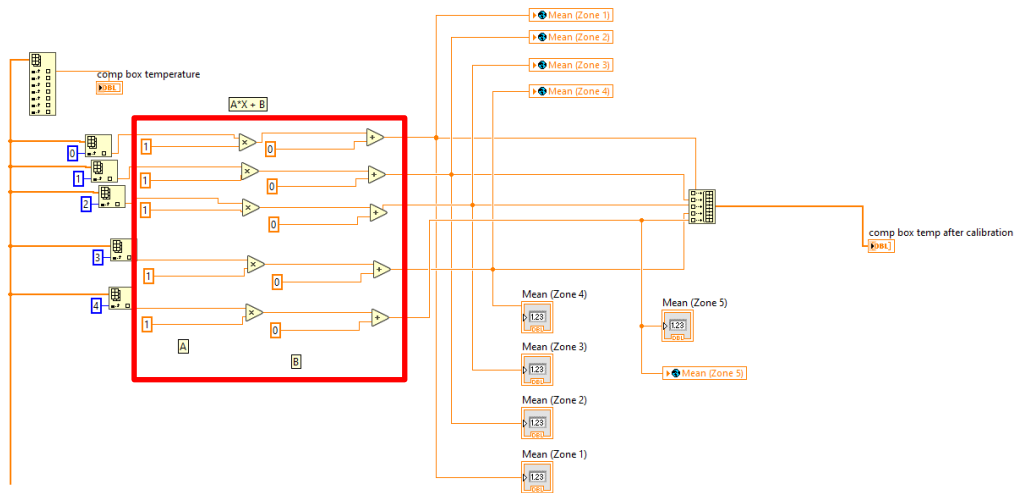 Mean (Zone 1)
Mean (Zone 2)
Mean (Zone 3)
Mean (Zone 4)
comp box temperature
DBL
A*X + B
0
1
0
1
1
0
2
1
0
3
1
0
4
1
0
A
B
comp box temp after calibration
DBL
Mean (Zone 4)
1.23
Mean (Zone 5)
1.23
Mean (Zone 3)
1.23
Mean (Zone 5)
Mean (Zone 2)
1.23
Mean (Zone 1)
1.23